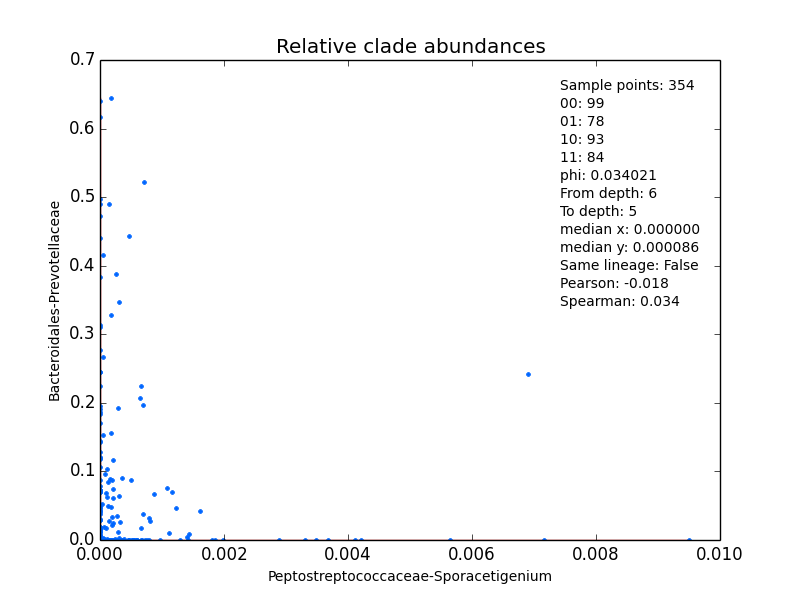 Relative clade abundances
Sample points: 354
00: 99
01: 78
10: 93
11: 84
phi: 0.034021
From depth: 6
To depth: 5
median x: 0.000000
median y: 0.000086
Same lineage: False
Pearson: -0.018
Spearman: 0.034
0.7
0.6
0.5
0.4
0.3
0.2
0.1
0.0
Bacteroidales-Prevotellaceae
0.000 0.002 0.004 0.006 0.008 0.010
Peptostreptococcaceae-Sporacetigenium